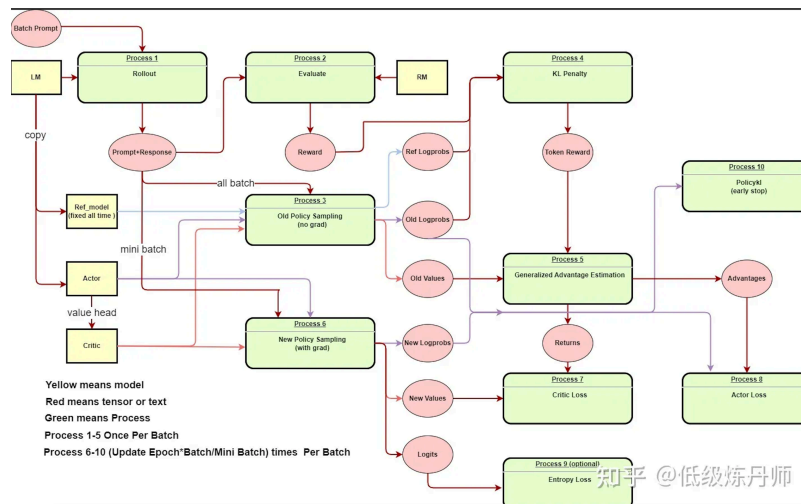 Batch Prompt
Process 1
Rollout
Process 2
Evaluate
Process 4
KL Penalty
LM
RM
copy
Prompt+Response
Reward
Ref Logprobs
Token Reward
Process 10
Policykl
(early stop)
all batch
Ref_model
(fixed all time )
Process 3
Old Policy Sampling
(no grad)
Old Logprobs
mini batch
Actor
Old Values
Process 5
Generalized Advantage Estimation
Advantages
value head
Critic
Process 6
New Policy Sampling
(with grad)
New Logprobs
Returns
Yellow means model
Red means tensor or text
Green means Process
Process 1-5 Once Per Batch
Process 6-10 (Update Epoch*Batch/Mini Batch) times Per Batch
New Values
Process 7
Critic Loss
Process 8
Actor Loss
Logits
Process 9 (optional)
Entropy Loss
知乎 @低级炼丹师